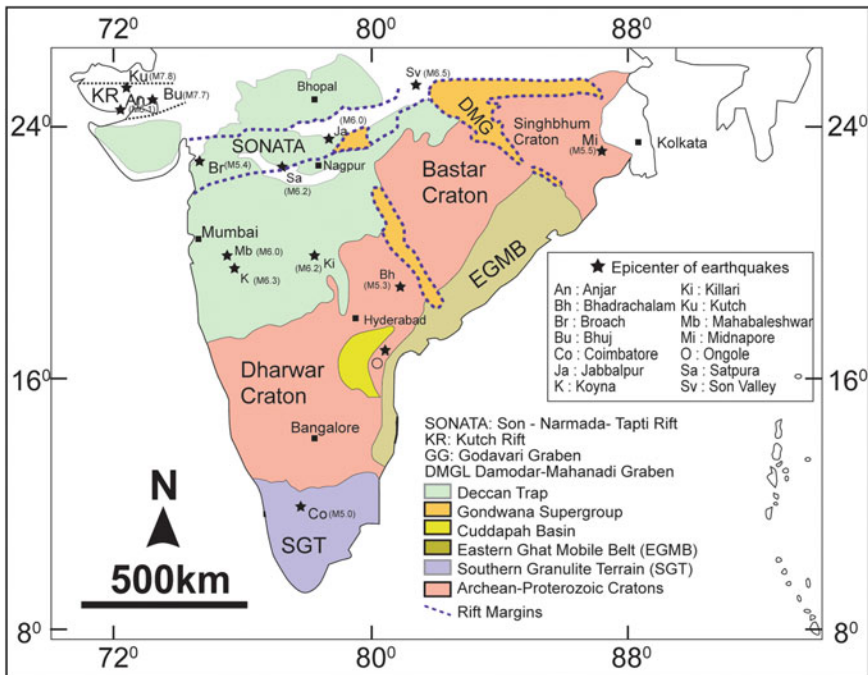 72⁰ 80⁰ 88⁰
Ku(M7.8)
KR
An(M6.1)
Bu(M7.7)
Bhopal
Sv(M6.5)
(M6.0)
Ja
SONATA
DMG
Singhbhum
Craton
Mi
(M5.5)
Kolkata
24⁰ 24⁰
Br(M5.4)
Sa
(M6.2)
Nagpur
Bastar
Craton
Mumbai
Mb (M6.0)
K (M6.3)
(M6.2) Ki
Bh
(M5.3)
EGMB
Hyderabad
O
Dharwar
Craton
Bangalore
16⁰ 16⁰
Co(M5.0)
SGT
N
500km
8⁰ 8⁰
72⁰ 80⁰ 88⁰
Epicenter of earthquakes
An : Anjar Ki : Killari
Bh : Bhadrachalam Ku : Kutch
Br : Broach Mb : Mahabaleshwar
Bu : Bhuj Mi : Midnapore
Co : Coimbatore O : Ongole
Ja : Jabbalpur Sa : Satpura
K : Koyna Sv : Son Valley
SONATA: Son - Narmada- Tapti Rift
KR: Kutch Rift
GG: Godavari Graben
DMGL Damodar-Mahanadi Graben
Deccan Trap
Gondwana Supergroup
Cuddapah Basin
Eastern Ghat Mobile Belt (EGMB)
Southern Granulite Terrain (SGT)
Archean-Proterozoic Cratons
Rift Margins